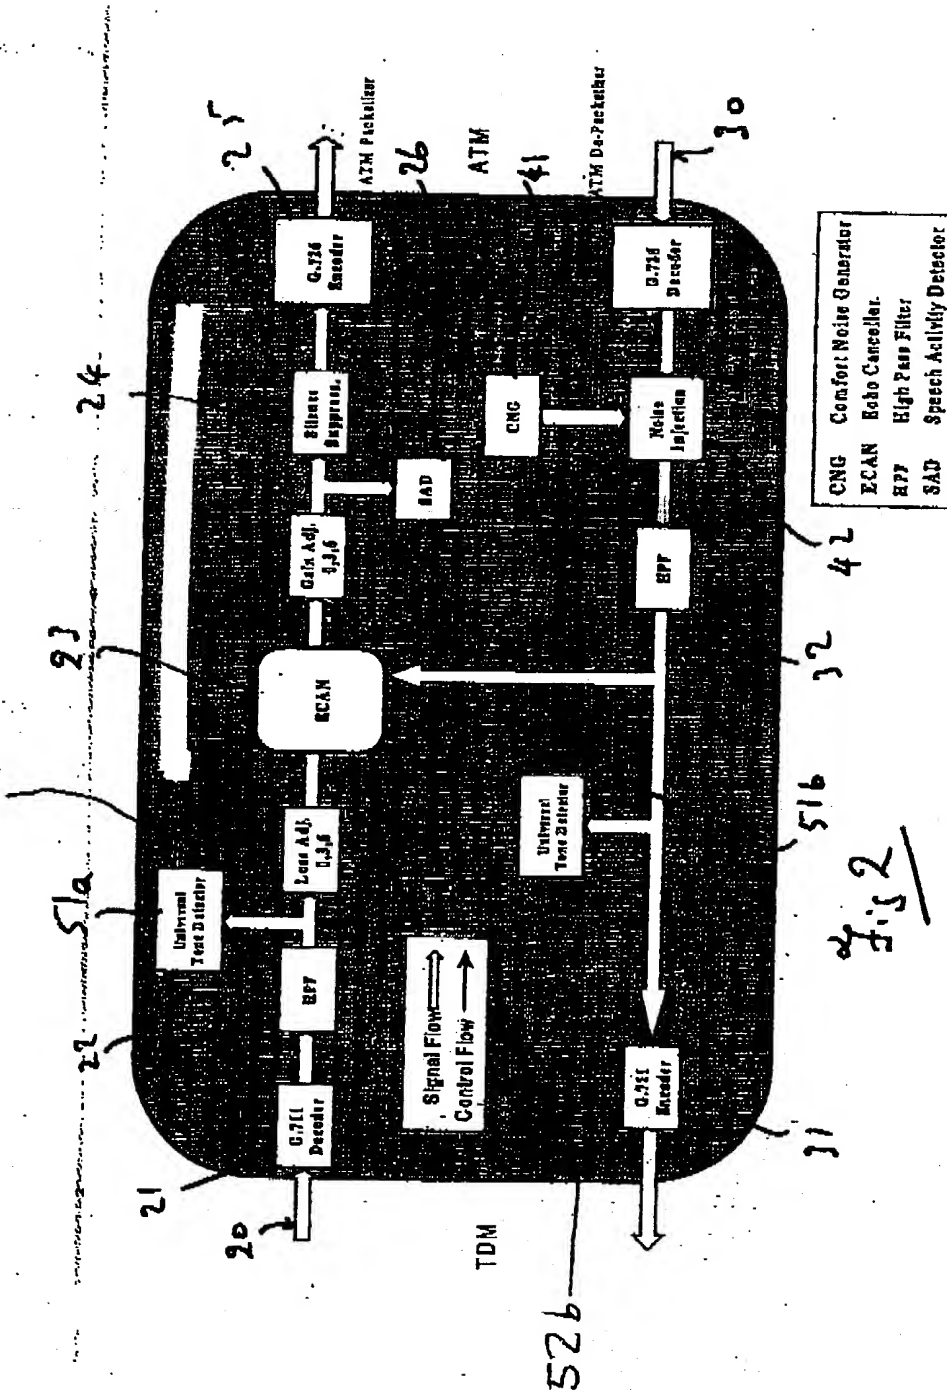 25
24
23
51a
22
21
20
TDM
52b
ATM Packetizer
26
ATM
41
ATM De-Packetizer
30
G.711
Decoder
HPF
Universal
Tone Detector
Loss Adj.
0,3,6
ECAN
Gain Adj.
0,3,6
SAD
Silence
Suppress.
G.726
Encoder
Signal Flow
Control Flow
Universal
Tone Detector
CNG
G.711
Encoder
HPF
Noise
Injection
G.726
Decoder
31
51b
32
42
CNG Comfort Noise Generator
ECAN Echo Canceller
HPF High Pass Filter
SAD Speech Activity Detector
Fig 2